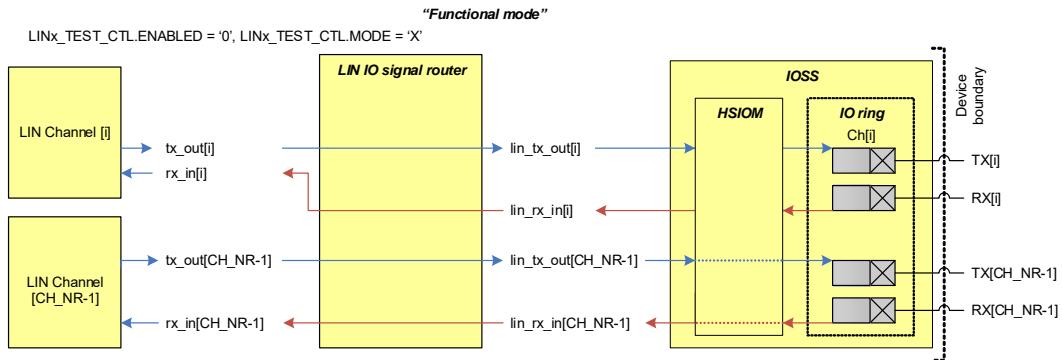 “Functional mode”
LINx_TEST_CTL.ENABLED = ‘0’, LINx_TEST_CTL.MODE = ‘X’
LIN IO signal router
IOSS
HSIOM
IO ring
Ch[i]
Device
boundary
LIN Channel [i]
tx_out[i]
lin_tx_out[i]
TX[i]
rx_in[i]
RX[i]
lin_rx_in[i]
LIN Channel
[CH_NR-1]
tx_out[CH_NR-1]
lin_tx_out[CH_NR-1]
TX[CH_NR-1]
rx_in[CH_NR-1]
lin_rx_in[CH_NR-1]
RX[CH_NR-1]